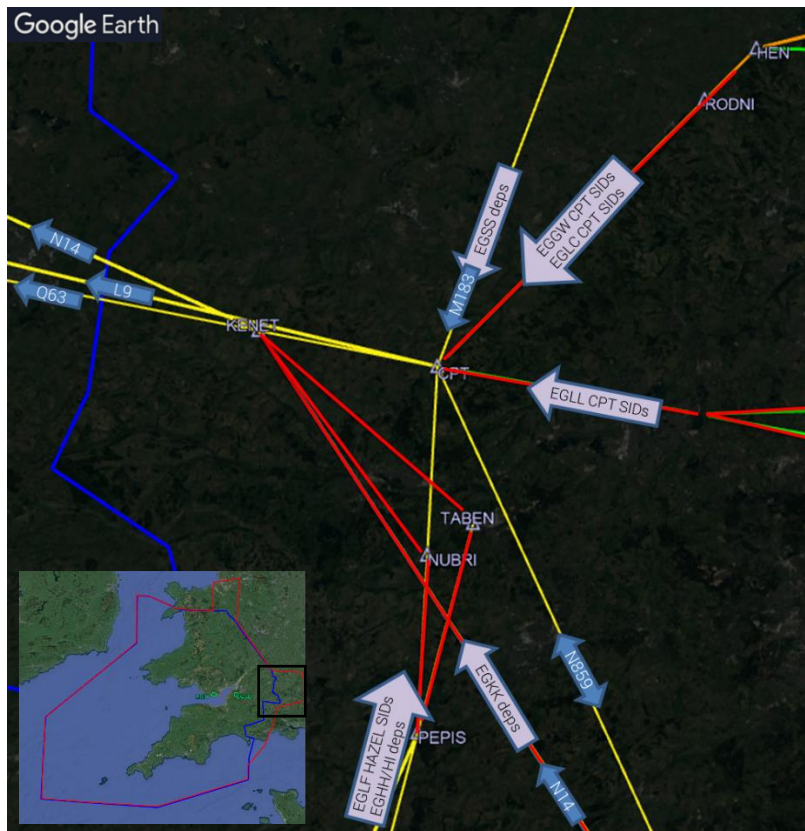 Google Earth
HEN
RODNI
EGSS deps
EGGW CPT SIDs
EGLC CPT SIDs
N14
M183
L9
Q63
KENET
CPT
EGLL CPT SIDs
TABEN
NUBRI
EGKK deps
N859
EGLF HAZEL SIDs
EGHH/HI deps
PEPIS
N14